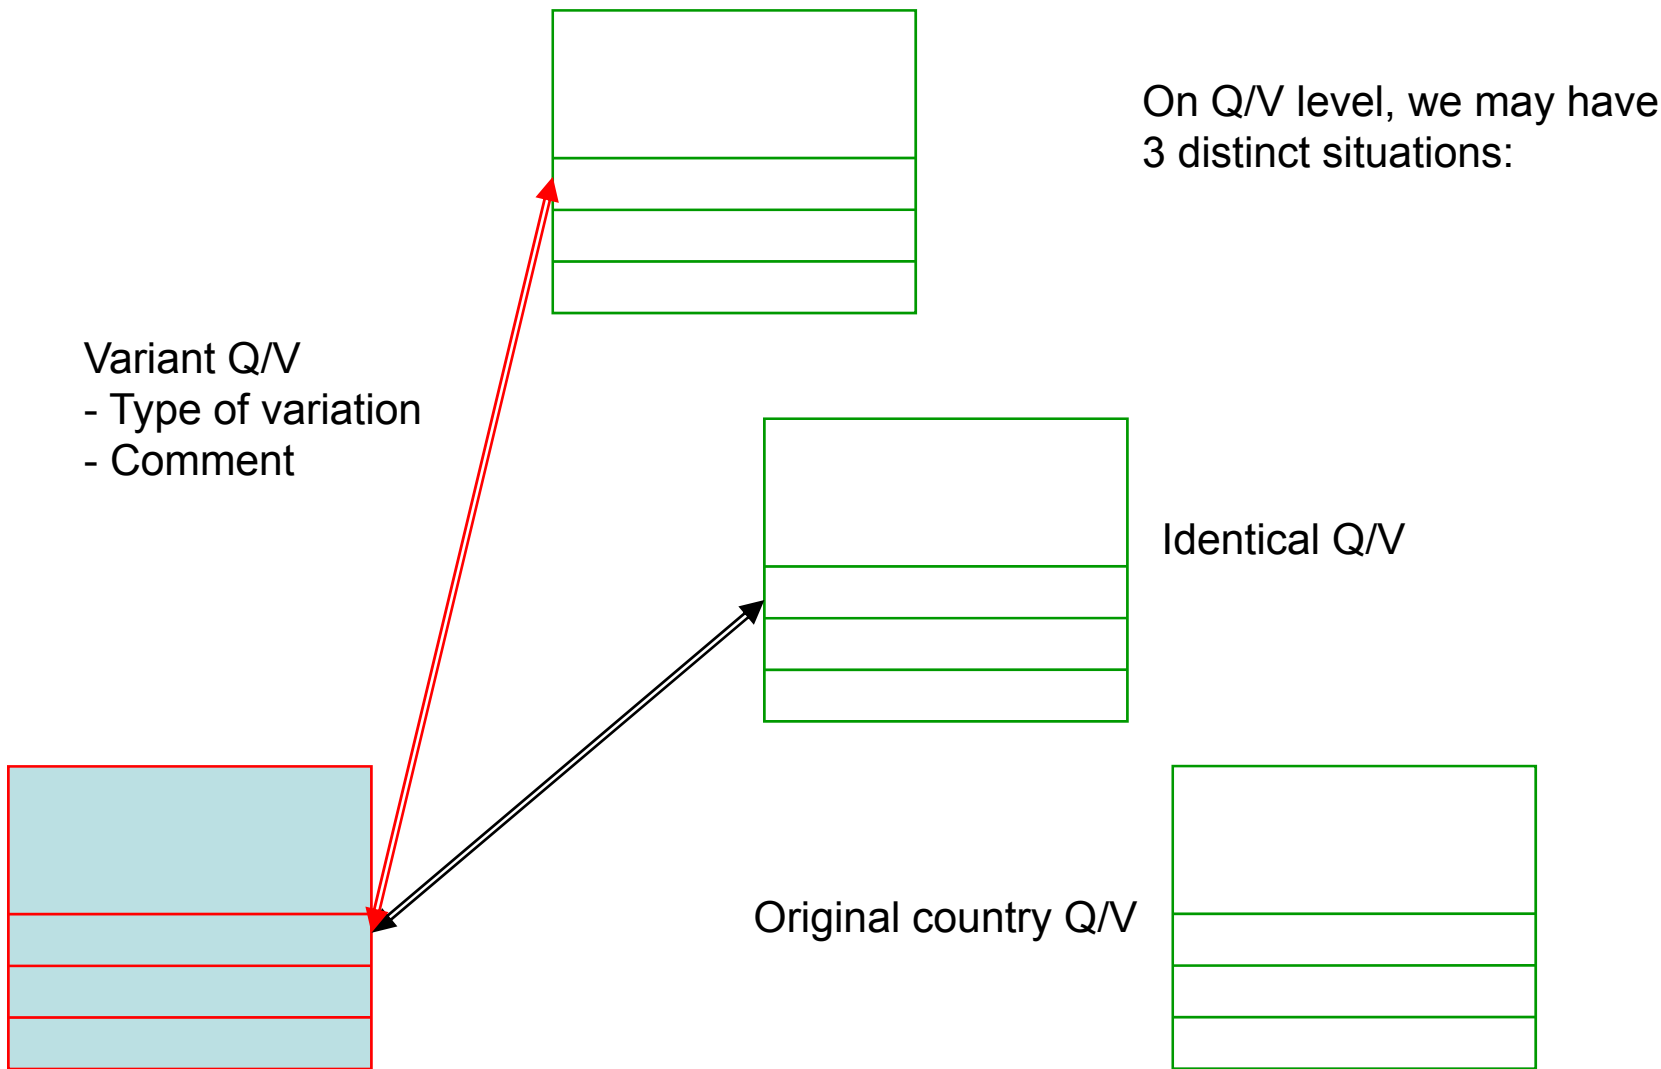 On Q/V level, we may have
3 distinct situations:
Variant Q/V
- Type of variation
- Comment
Identical Q/V
Original country Q/V